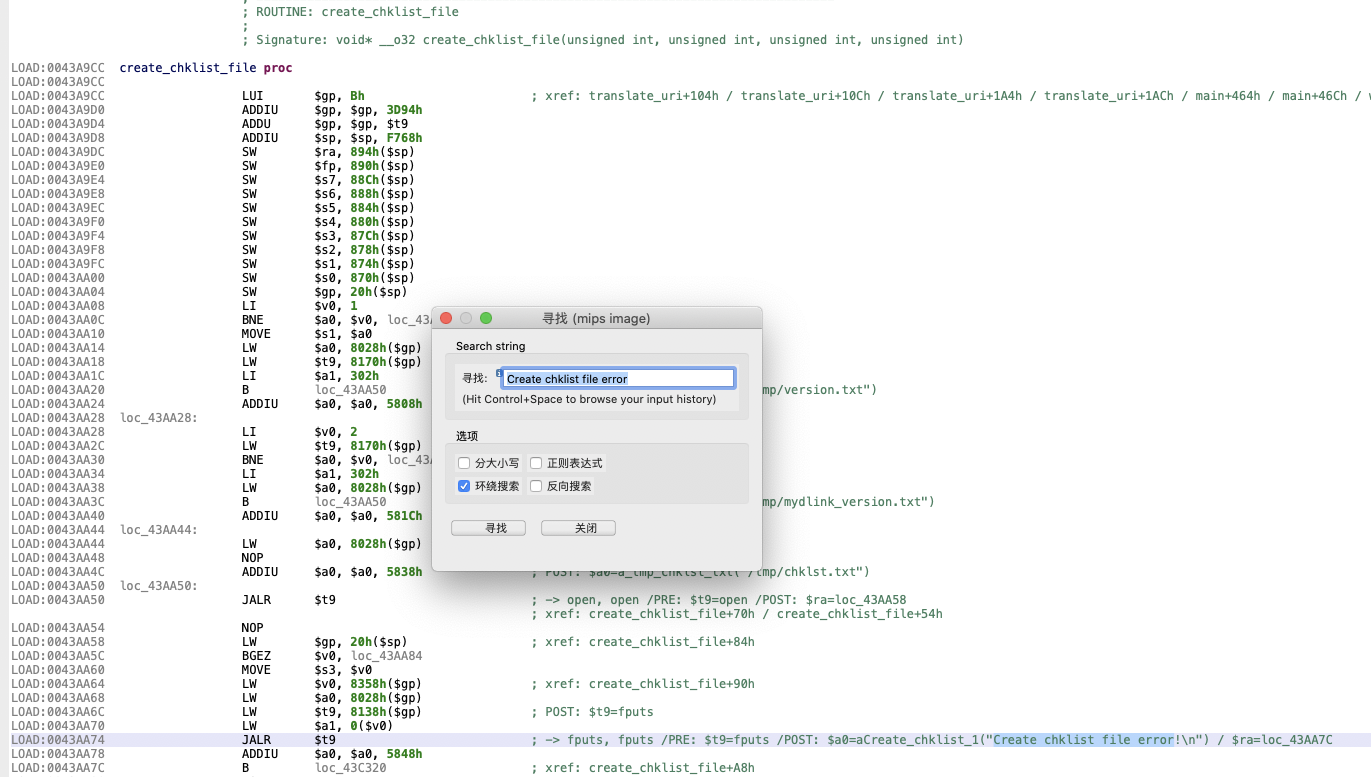 ;
; ROUTINE: create_chklist_file
;
; Signature: void* __o32 create_chklist_file(unsigned int, unsigned int, unsigned int, unsigned int)
LOAD:0043A9CC create_chklist_file proc
LOAD:0043A9CC
LOAD:0043A9CC LUI $gp, Bh ; xref: translate_uri+104h / translate_uri+10Ch / translate_uri+1A4h / translate_uri+1ACh / main+464h / main+46Ch /
LOAD:0043A9D0 ADDIU $gp, $gp, 3D94h
LOAD:0043A9D4 ADDU $gp, $gp, $t9
LOAD:0043A9D8 ADDIU $sp, $sp, F768h
LOAD:0043A9DC SW $ra, 894h($sp)
LOAD:0043A9E0 SW $fp, 890h($sp)
LOAD:0043A9E4 SW $s7, 88Ch($sp)
LOAD:0043A9E8 SW $s6, 888h($sp)
LOAD:0043A9EC SW $s5, 884h($sp)
LOAD:0043A9F0 SW $s4, 880h($sp)
LOAD:0043A9F4 SW $s3, 87Ch($sp)
LOAD:0043A9F8 SW $s2, 878h($sp)
LOAD:0043A9FC SW $s1, 874h($sp)
LOAD:0043AA00 SW $s0, 870h($sp)
LOAD:0043AA04 SW $gp, 20h($sp)
LOAD:0043AA08 LI $v0, 1
LOAD:0043AA0C BNE $a0, $v0, loc_43A
LOAD:0043AA10 MOVE $s1, $a0
LOAD:0043AA14 LW $a0, 8028h($gp)
LOAD:0043AA18 LW $t9, 8170h($gp)
LOAD:0043AA1C LI $a1, 302h
LOAD:0043AA20 B loc_43AA50 mp/version.txt")
LOAD:0043AA24 ADDIU $a0, $a0, 5808h
LOAD:0043AA28 loc_43AA28:
LOAD:0043AA28 LI $v0, 2
LOAD:0043AA2C LW $t9, 8170h($gp)
LOAD:0043AA30 BNE $a0, $v0, loc_43A
LOAD:0043AA34 LI $a1, 302h
LOAD:0043AA38 LW $a0, 8028h($gp)
LOAD:0043AA3C B loc_43AA50 mp/mydlink_version.txt")
LOAD:0043AA40 ADDIU $a0, $a0, 581Ch
LOAD:0043AA44 loc_43AA44:
LOAD:0043AA44 LW $a0, 8028h($gp)
LOAD:0043AA48 NOP
LOAD:0043AA4C ADDIU $a0, $a0, 5838h ; POST: $a0=a_tmp_chklst_txt("/tmp/chklst.txt")
LOAD:0043AA50 loc_43AA50:
LOAD:0043AA50 JALR $t9 ; -> open, open /PRE: $t9=open /POST: $ra=loc_43AA58
; xref: create_chklist_file+70h / create_chklist_file+54h
LOAD:0043AA54 NOP
LOAD:0043AA58 LW $gp, 20h($sp) ; xref: create_chklist_file+84h
LOAD:0043AA5C BGEZ $v0, loc_43AA84
LOAD:0043AA60 MOVE $s3, $v0
LOAD:0043AA64 LW $v0, 8358h($gp) ; xref: create_chklist_file+90h
LOAD:0043AA68 LW $a0, 8028h($gp)
LOAD:0043AA6C LW $t9, 8138h($gp) ; POST: $t9=fputs
LOAD:0043AA70 LW $a1, 0($v0)
LOAD:0043AA74 JALR $t9 ; -> fputs, fputs /PRE: $t9=fputs /POST: $a0=aCreate_chklist_1("Create chklist file error!\n") / $ra=loc_43AA7C
LOAD:0043AA78 ADDIU $a0, $a0, 5848h
LOAD:0043AA7C B loc_43C320 ; xref: create_chklist_file+A8h
寻找 (mips image)
Search string
寻找: Create chklist file error
(Hit Control+Space to browse your input history)
选项
分大小写 正则表达式
环绕搜索 反向搜索
寻找 关闭